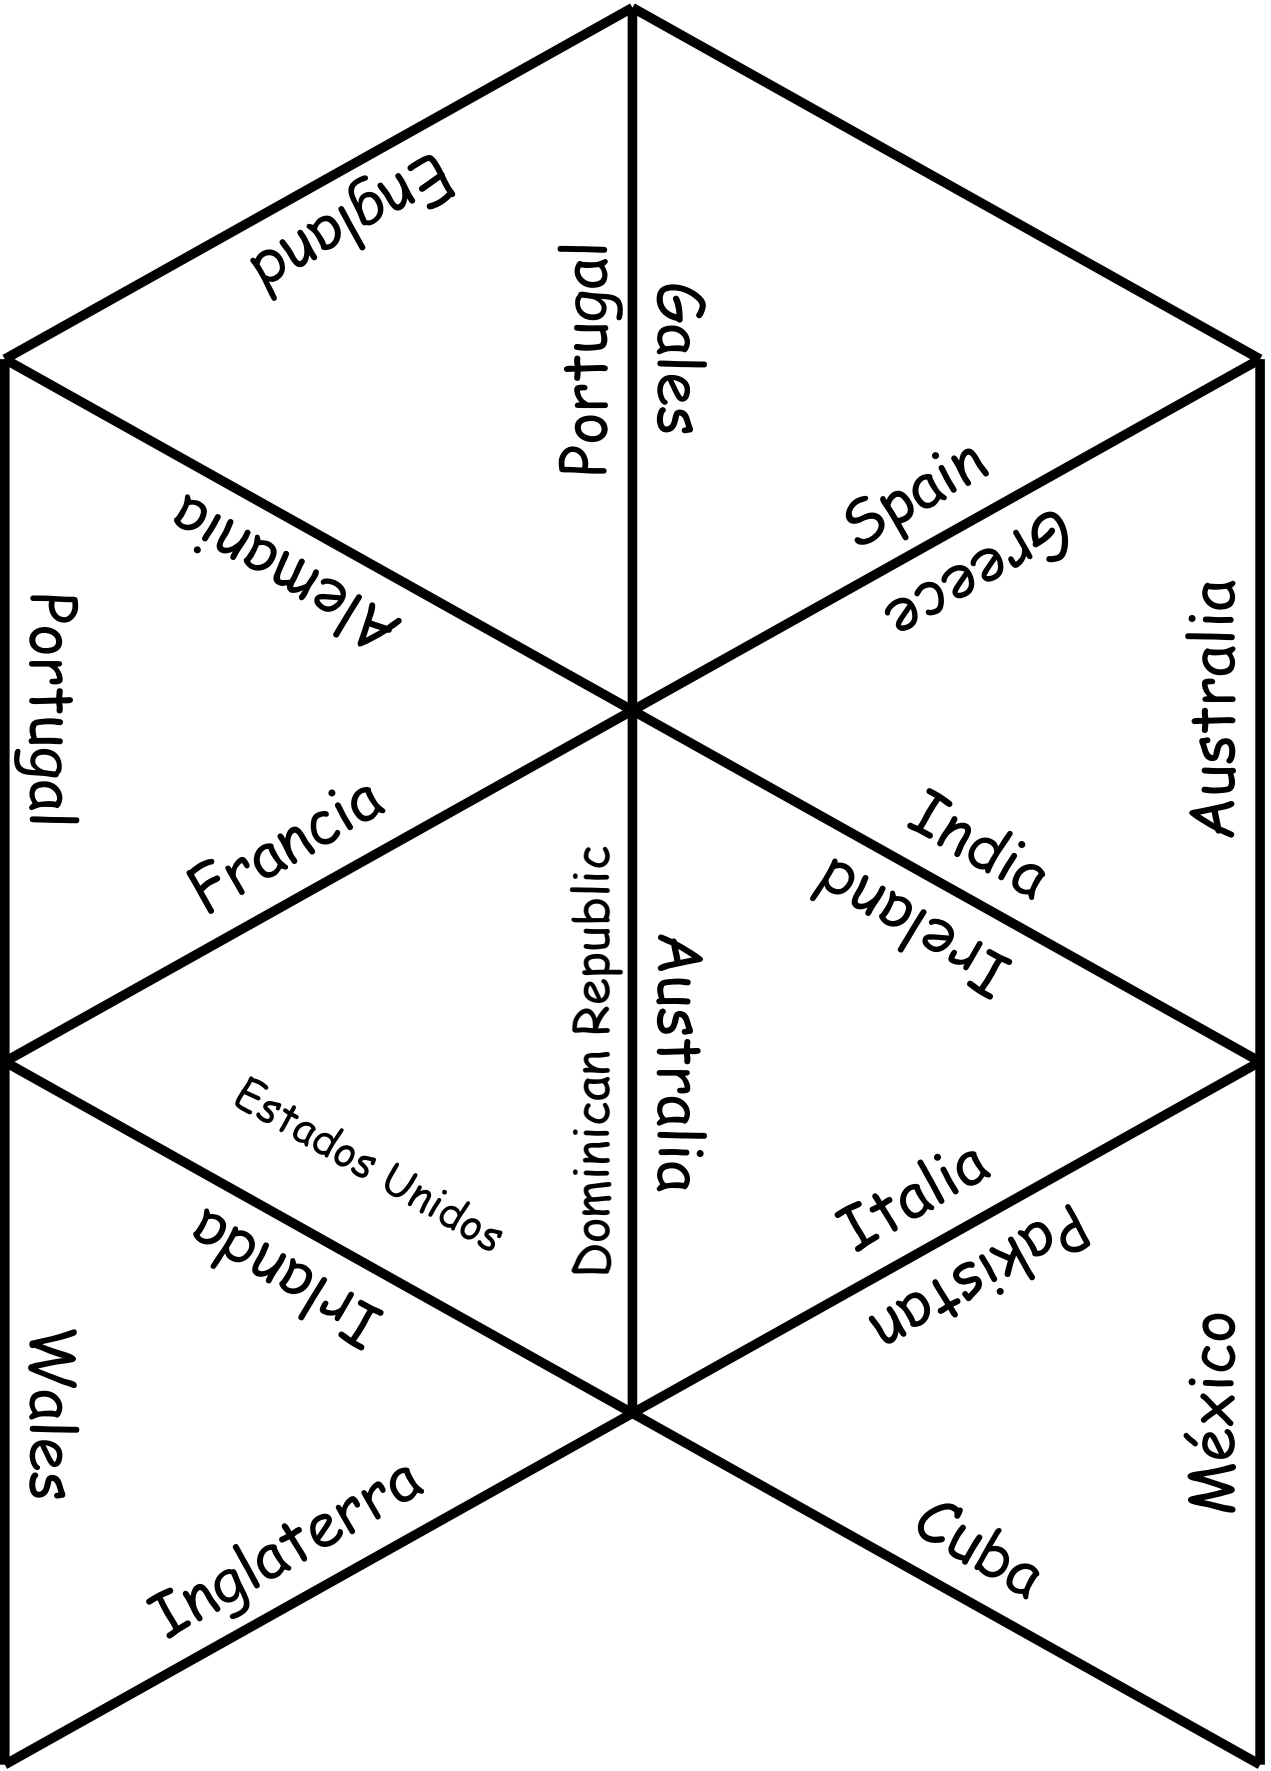 England
Portugal
Gales
Spain
Greece
Alemania
Australia
Portugal
Francia
India
Ireland
Dominican Republic
Australia
Estados Unidos
Italia
Irlanda
Pakistan
Wales
México
Inglaterra
Cuba